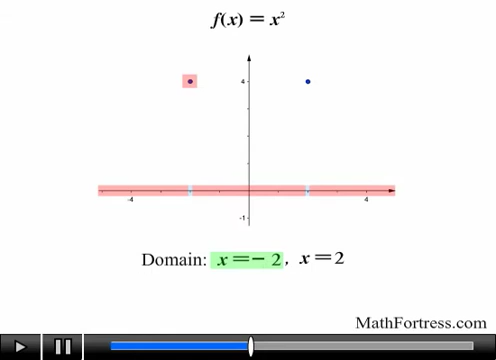 f(x) = x²
4
-4
4
-1
Domain: x = − 2, x = 2
MathFortress.com